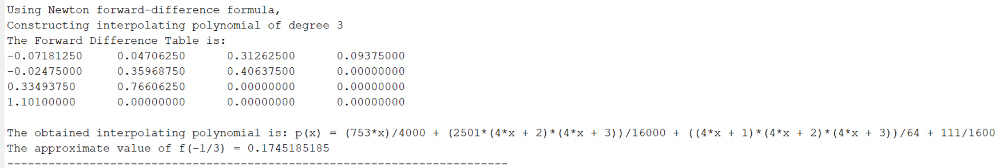 Using Newton forward-difference formula,
Constructing interpolating polynomial of degree 3
The Forward Difference Table is:
-0.07181250 0.04706250 0.31262500 0.09375000
-0.02475000 0.35968750 0.40637500 0.00000000
0.33493750 0.76606250 0.00000000 0.00000000
1.10100000 0.00000000 0.00000000 0.00000000
The obtained interpolating polynomial is: p(x) = (753*x)/4000 + (2501*(4*x + 2)*(4*x + 3))/16000 + ((4*x + 1)*(4*x + 2)*(4*x + 3))/64 + 111/1600
The approximate value of f(-1/3) = 0.1745185185
-------------------------------------------------------------------------